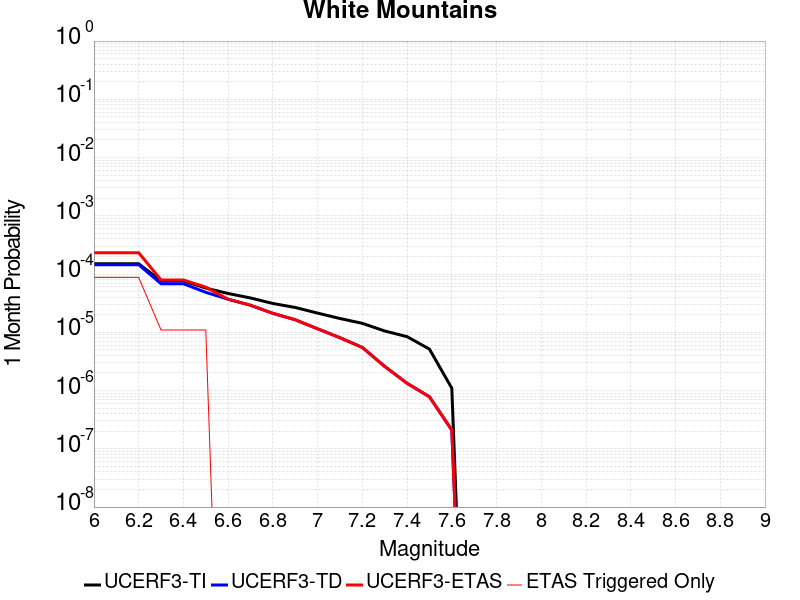 White Mountains
10^0
10^-1
10^-2
10^-3
10^-4
10^-5
10^-6
10^-7
10^-8
1 Month Probability
6 6.2 6.4 6.6 6.8 7 7.2 7.4 7.6 7.8 8 8.2 8.4 8.6 8.8 9
Magnitude
UCERF3-TI UCERF3-TD UCERF3-ETAS ETAS Triggered Only